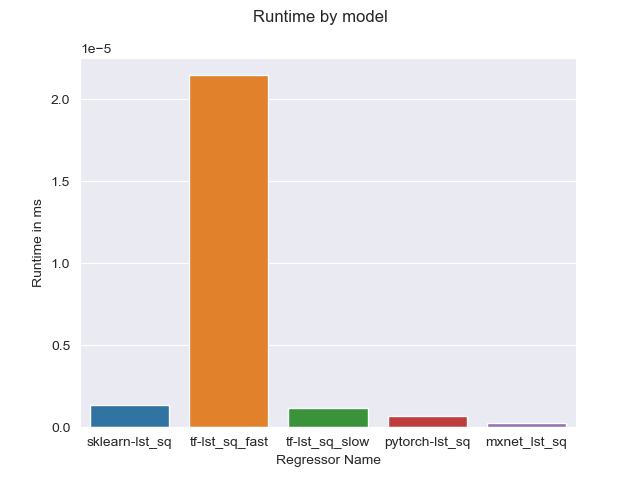 Runtime by model
1e−5
2.0
1.5
1.0
0.5
0.0
Runtime in ms
sklearn-lst_sq tf-lst_sq_fast tf-lst_sq_slow pytorch-lst_sq mxnet_lst_sq
Regressor Name